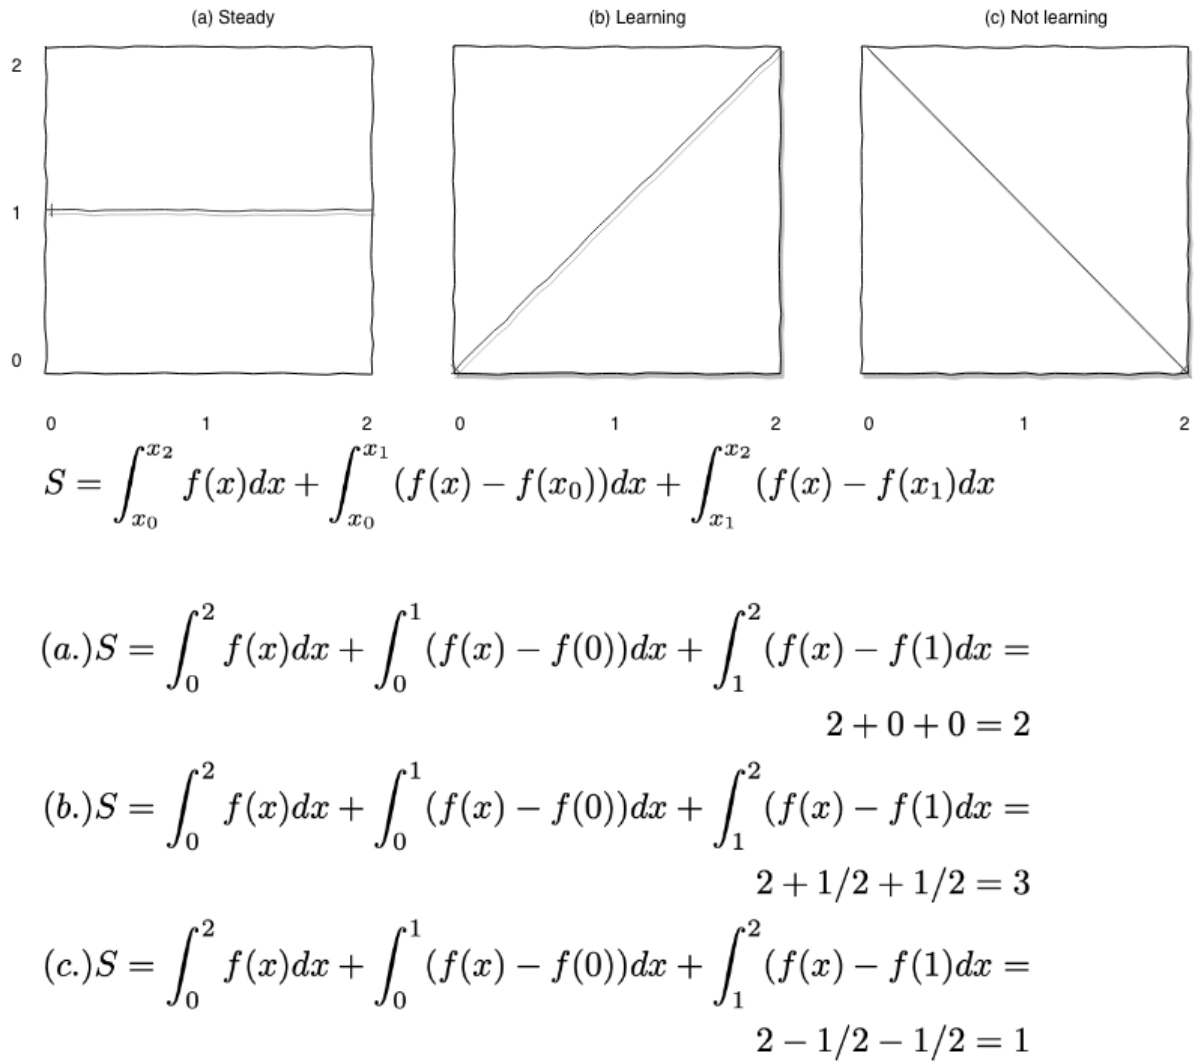 (a) Steady (b) Learning (c) Not learning
2
1
0
0 1 2 0 1 2 0 1 2
S = ∫_{x_0}^{x_2} f(x)dx + ∫_{x_0}^{x_1} (f(x) − f(x_0))dx + ∫_{x_1}^{x_2} (f(x) − f(x_1)dx
(a.)S = ∫_0^2 f(x)dx + ∫_0^1 (f(x) − f(0))dx + ∫_1^2 (f(x) − f(1)dx =
2 + 0 + 0 = 2
(b.)S = ∫_0^2 f(x)dx + ∫_0^1 (f(x) − f(0))dx + ∫_1^2 (f(x) − f(1)dx =
2 + 1/2 + 1/2 = 3
(c.)S = ∫_0^2 f(x)dx + ∫_0^1 (f(x) − f(0))dx + ∫_1^2 (f(x) − f(1)dx =
2 − 1/2 − 1/2 = 1